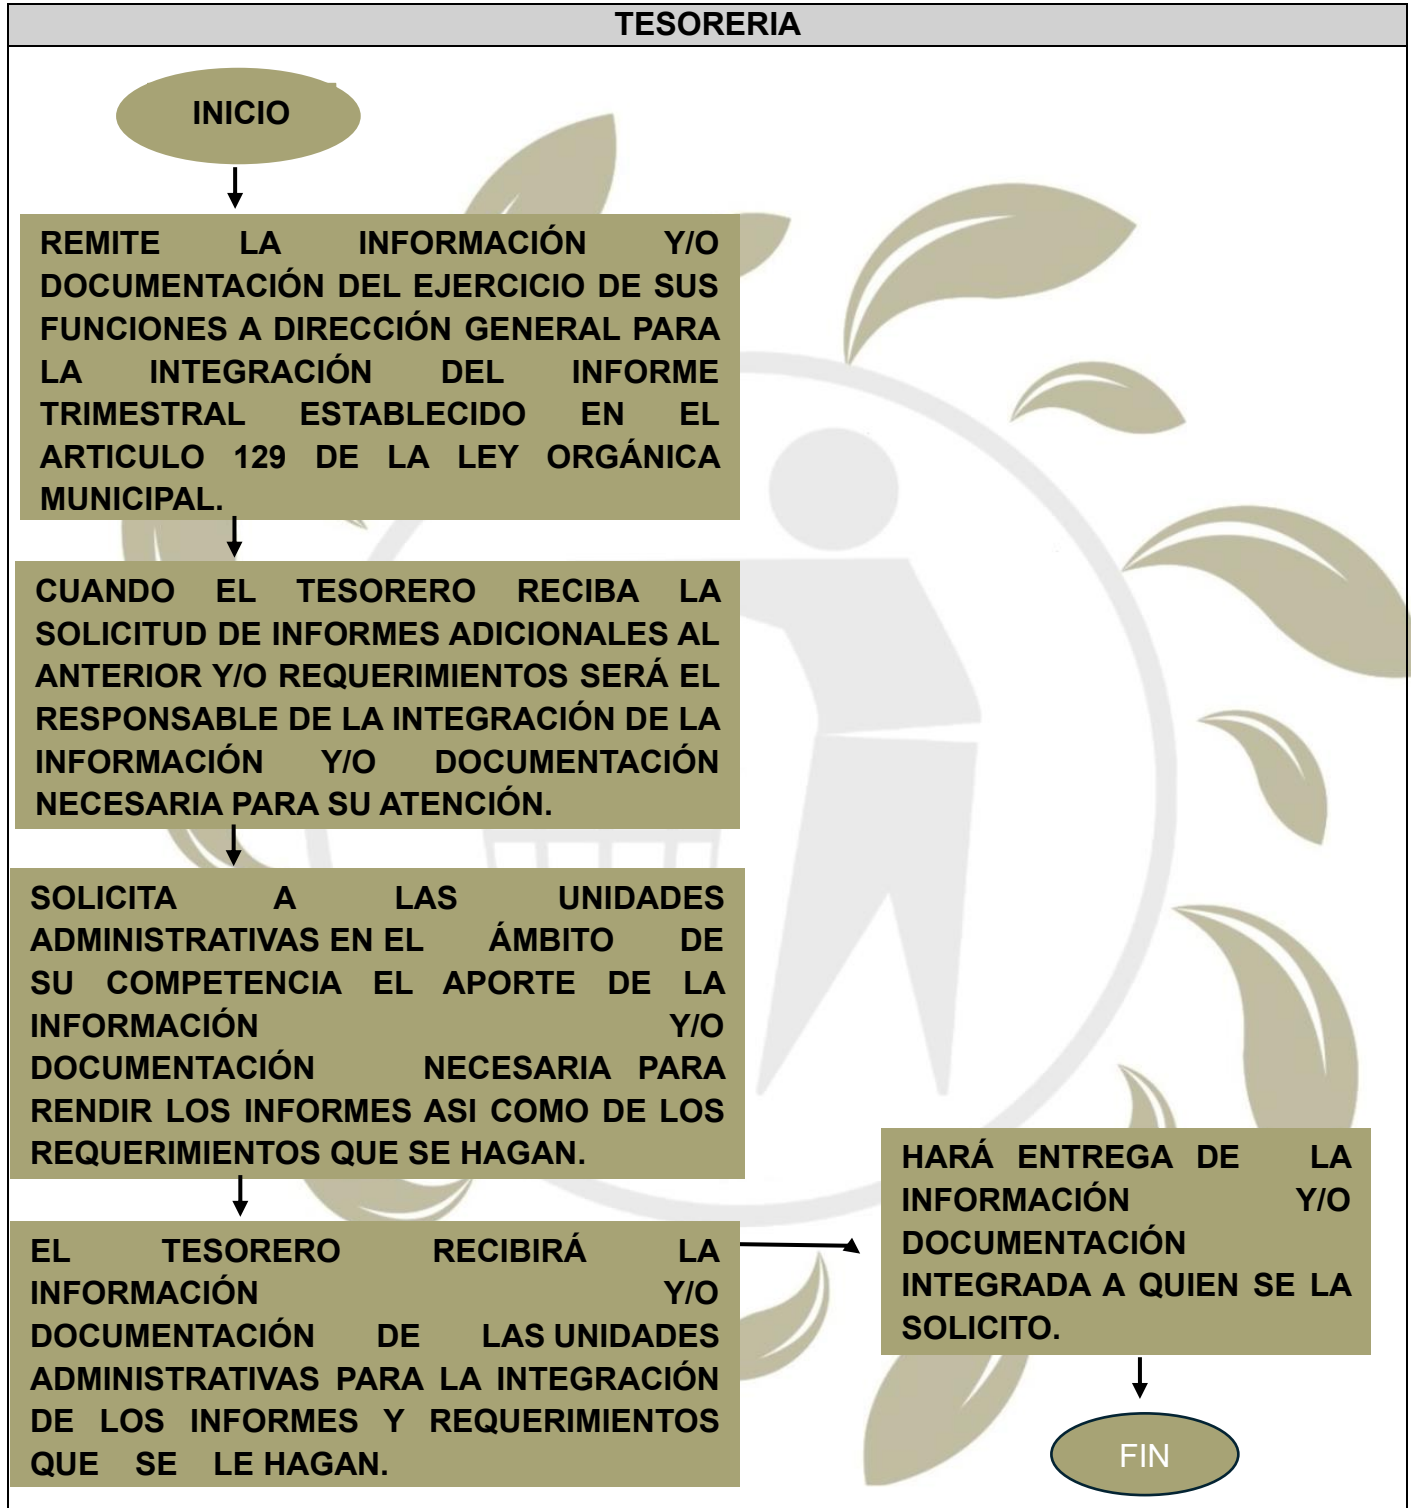 TESORERIA
INICIO
REMITE LA INFORMACIÓN Y/O
DOCUMENTACIÓN DEL EJERCICIO DE SUS
FUNCIONES A DIRECCIÓN GENERAL PARA
LA INTEGRACIÓN DEL INFORME
TRIMESTRAL ESTABLECIDO EN EL
ARTICULO 129 DE LA LEY ORGÁNICA
MUNICIPAL.
CUANDO EL TESORERO RECIBA LA
SOLICITUD DE INFORMES ADICIONALES AL
ANTERIOR Y/O REQUERIMIENTOS SERÁ EL
RESPONSABLE DE LA INTEGRACIÓN DE LA
INFORMACIÓN Y/O DOCUMENTACIÓN
NECESARIA PARA SU ATENCIÓN.
SOLICITA A LAS UNIDADES
ADMINISTRATIVAS EN EL ÁMBITO DE
SU COMPETENCIA EL APORTE DE LA
INFORMACIÓN Y/O
DOCUMENTACIÓN NECESARIA PARA
RENDIR LOS INFORMES ASI COMO DE LOS
REQUERIMIENTOS QUE SE HAGAN.
EL TESORERO RECIBIRÁ LA
INFORMACIÓN Y/O
DOCUMENTACIÓN DE LAS UNIDADES
ADMINISTRATIVAS PARA LA INTEGRACIÓN
DE LOS INFORMES Y REQUERIMIENTOS
QUE SE LE HAGAN.
HARÁ ENTREGA DE LA
INFORMACIÓN Y/O
DOCUMENTACIÓN
INTEGRADA A QUIEN SE LA
SOLICITO.
FIN